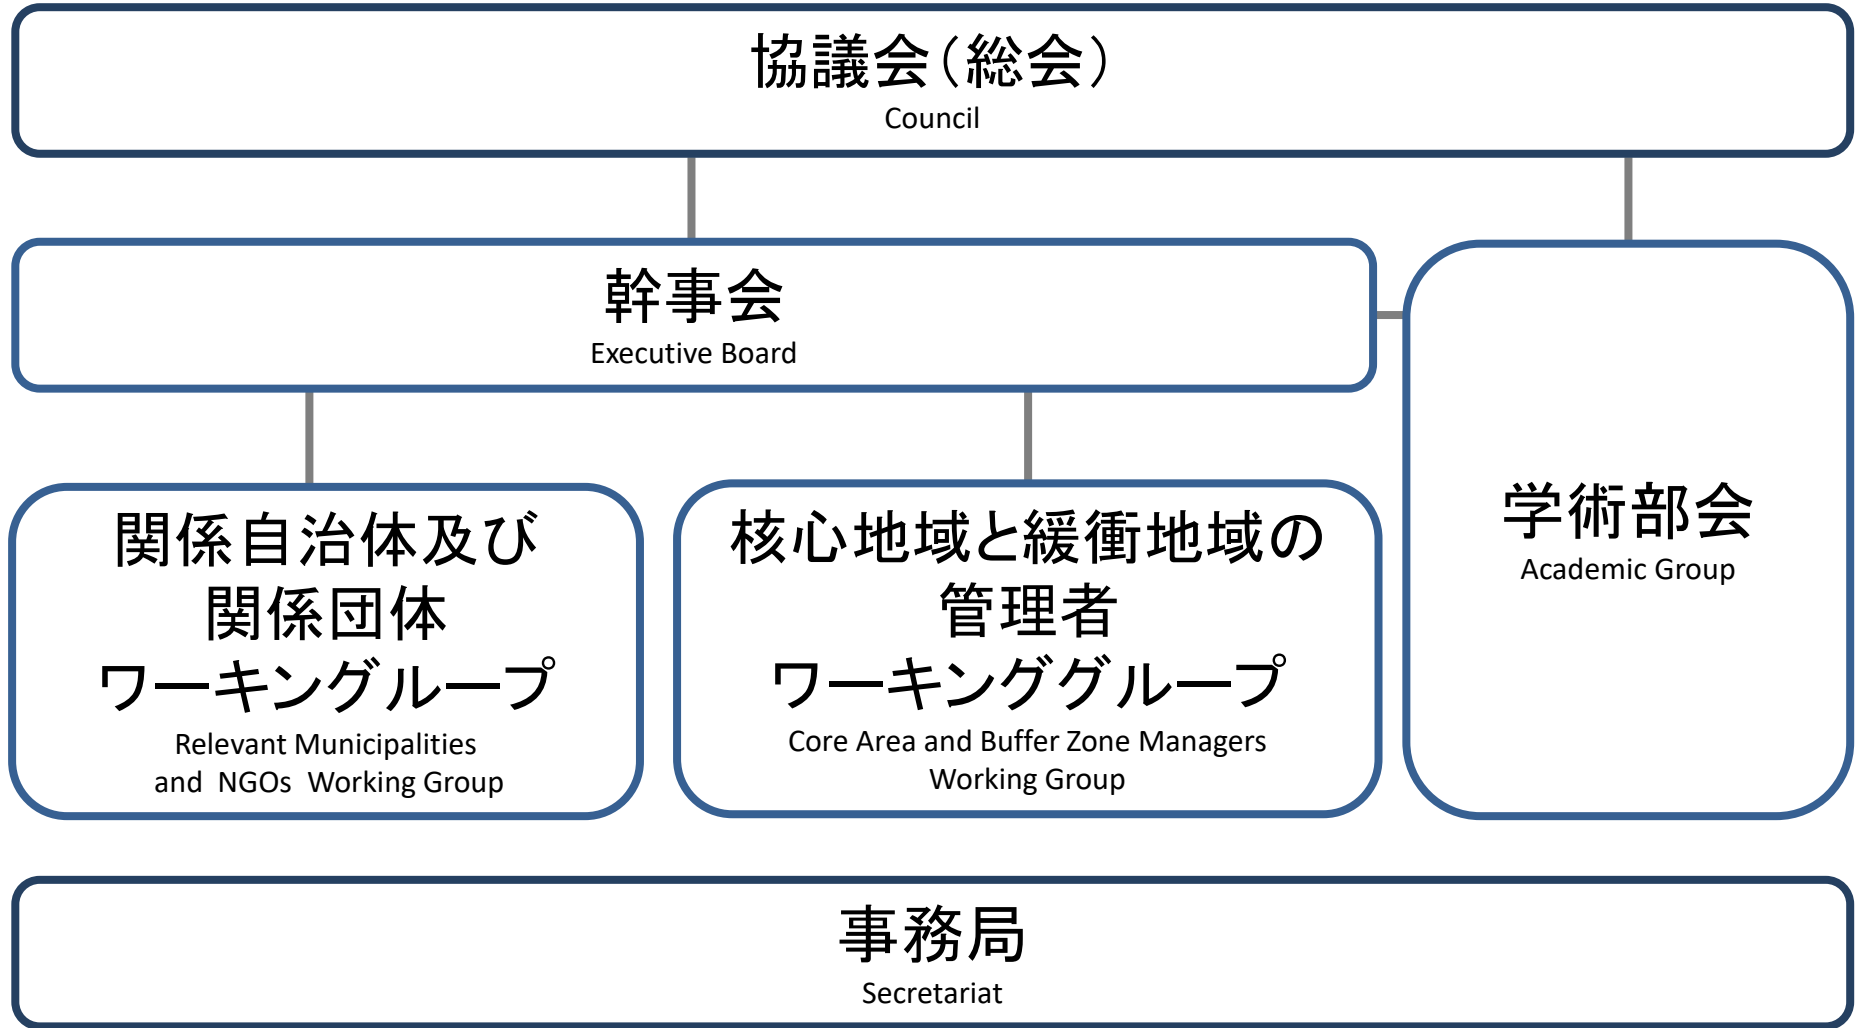 協議会（総会）
Council
幹事会
Executive Board
関係自治体及び
関係団体
ワーキングループ
Relevant Municipalities
and NGOs Working Group
核心地域と緩衝地域の
管理者
ワーキンググループ
Core Area and Buffer Zone Managers
Working Group
学術部会
Academic Group
事務局
Secretariat